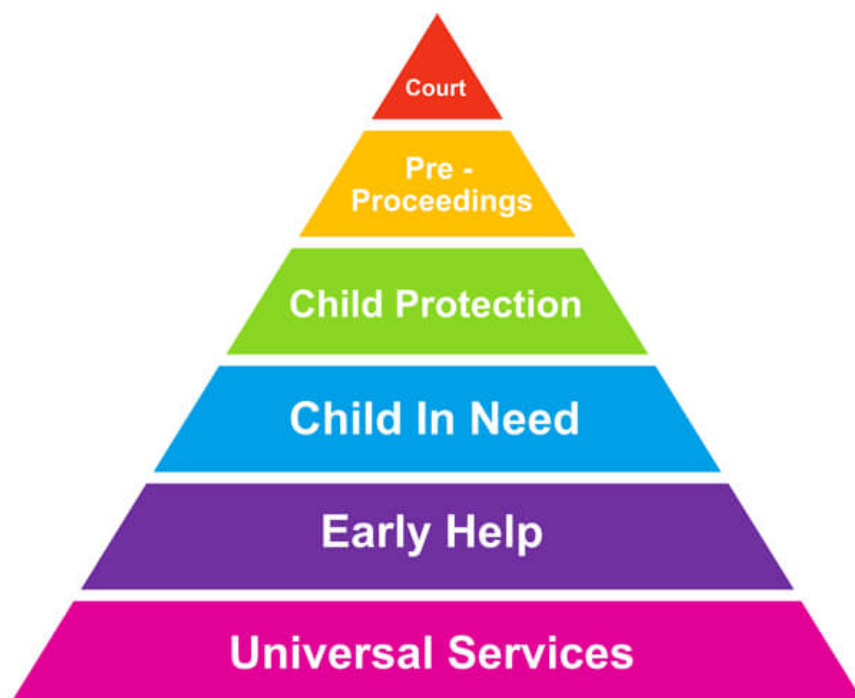 Court
Pre -
Proceedings
Child Protection
Child In Need
Early Help
Universal Services